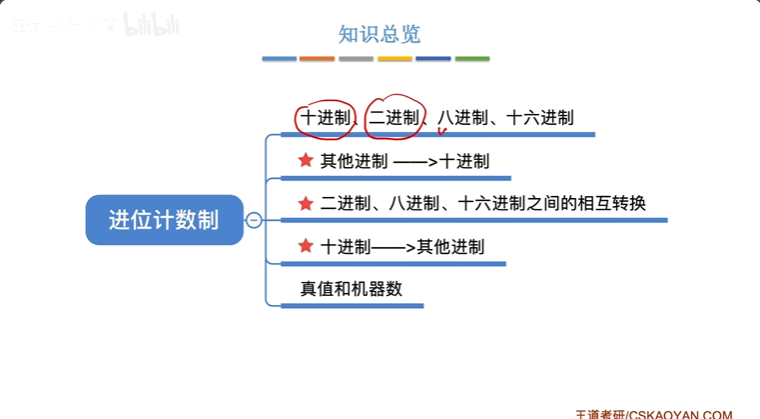 bilibili
知识总览
十进制、二进制、八进制、十六进制
其他进制 ——>十进制
进位计数制
二进制、八进制、十六进制之间的相互转换
十进制——>其他进制
真值和机器数
王道考研/CSKAOYAN.COM